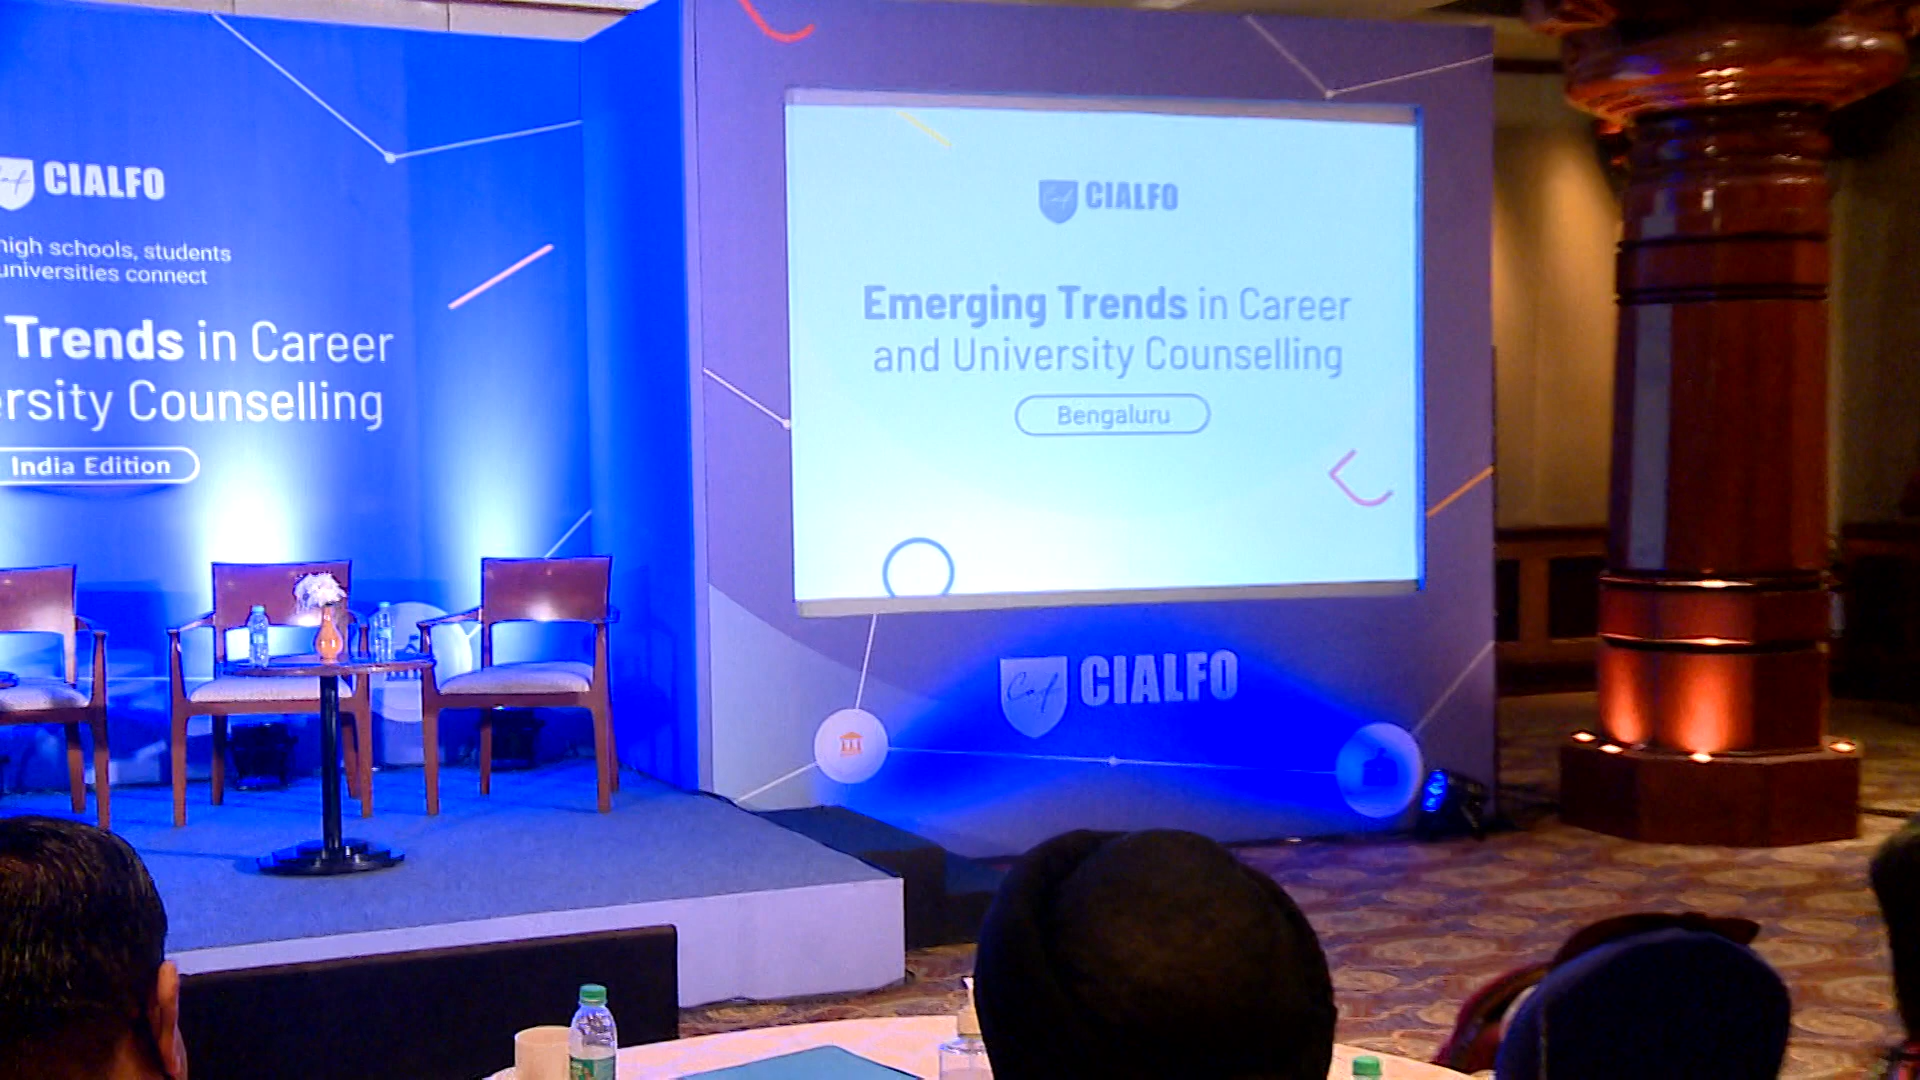 CIALFO
high schools, students
universities connect
Trends in Career
ersity Counselling
India Edition
CIALFO
Emerging Trends in Career
and University Counselling
Bengaluru
CIALFO